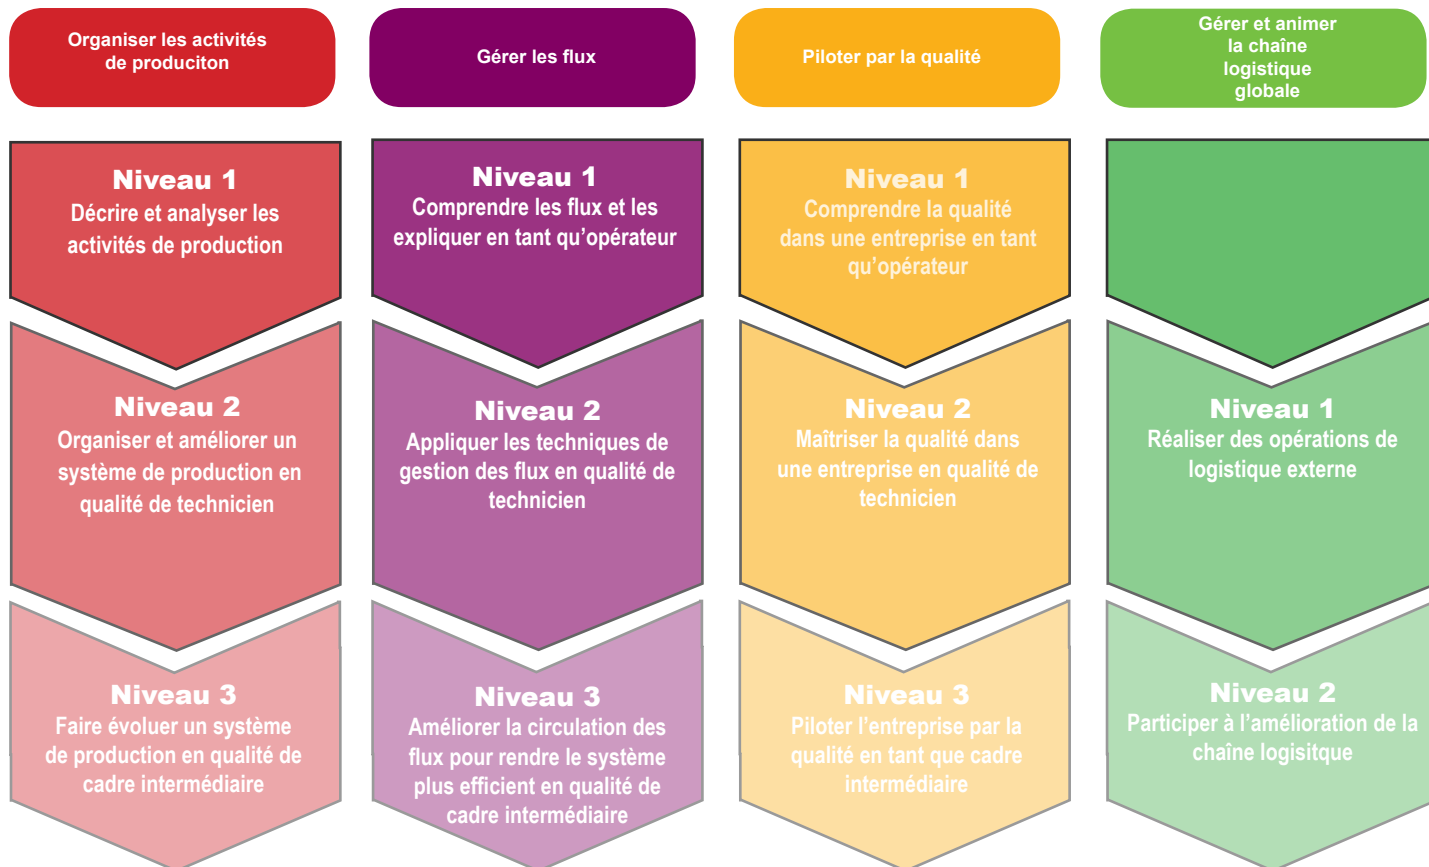 Organiser les activités
de produciton
Gérer les flux
Piloter par la qualité
Gérer et animer
la chaîne
logistique
globale
Niveau 1
Décrire et analyser les
activités de production
Niveau 1
Comprendre les flux et les
expliquer en tant qu’opérateur
Niveau 1
Comprendre la qualité
dans une entreprise en tant
qu’opérateur
Niveau 2
Organiser et améliorer un
système de production en
qualité de technicien
Niveau 2
Appliquer les techniques de
gestion des flux en qualité de
technicien
Niveau 2
Maîtriser la qualité dans
une entreprise en qualité de
technicien
Niveau 1
Réaliser des opérations de
logistique externe
Niveau 3
Faire évoluer un système
de production en qualité de
cadre intermédiaire
Niveau 3
Améliorer la circulation des
flux pour rendre le système
plus efficient en qualité de
cadre intermédiaire
Niveau 3
Piloter l’entreprise par la
qualité en tant que cadre
intermédiaire
Niveau 2
Participer à l’amélioration de la
chaîne logisitque